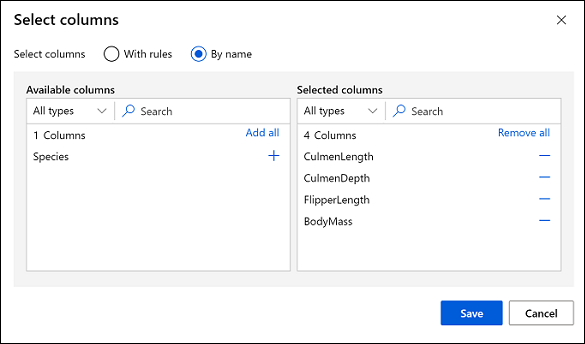 Select columns
Select columns With rules By name
Available columns
All types Search
1 Columns Add all
Species
Selected columns
All types Search
4 Columns Remove all
CulmenLength
CulmenDepth
FlipperLength
BodyMass
Save Cancel